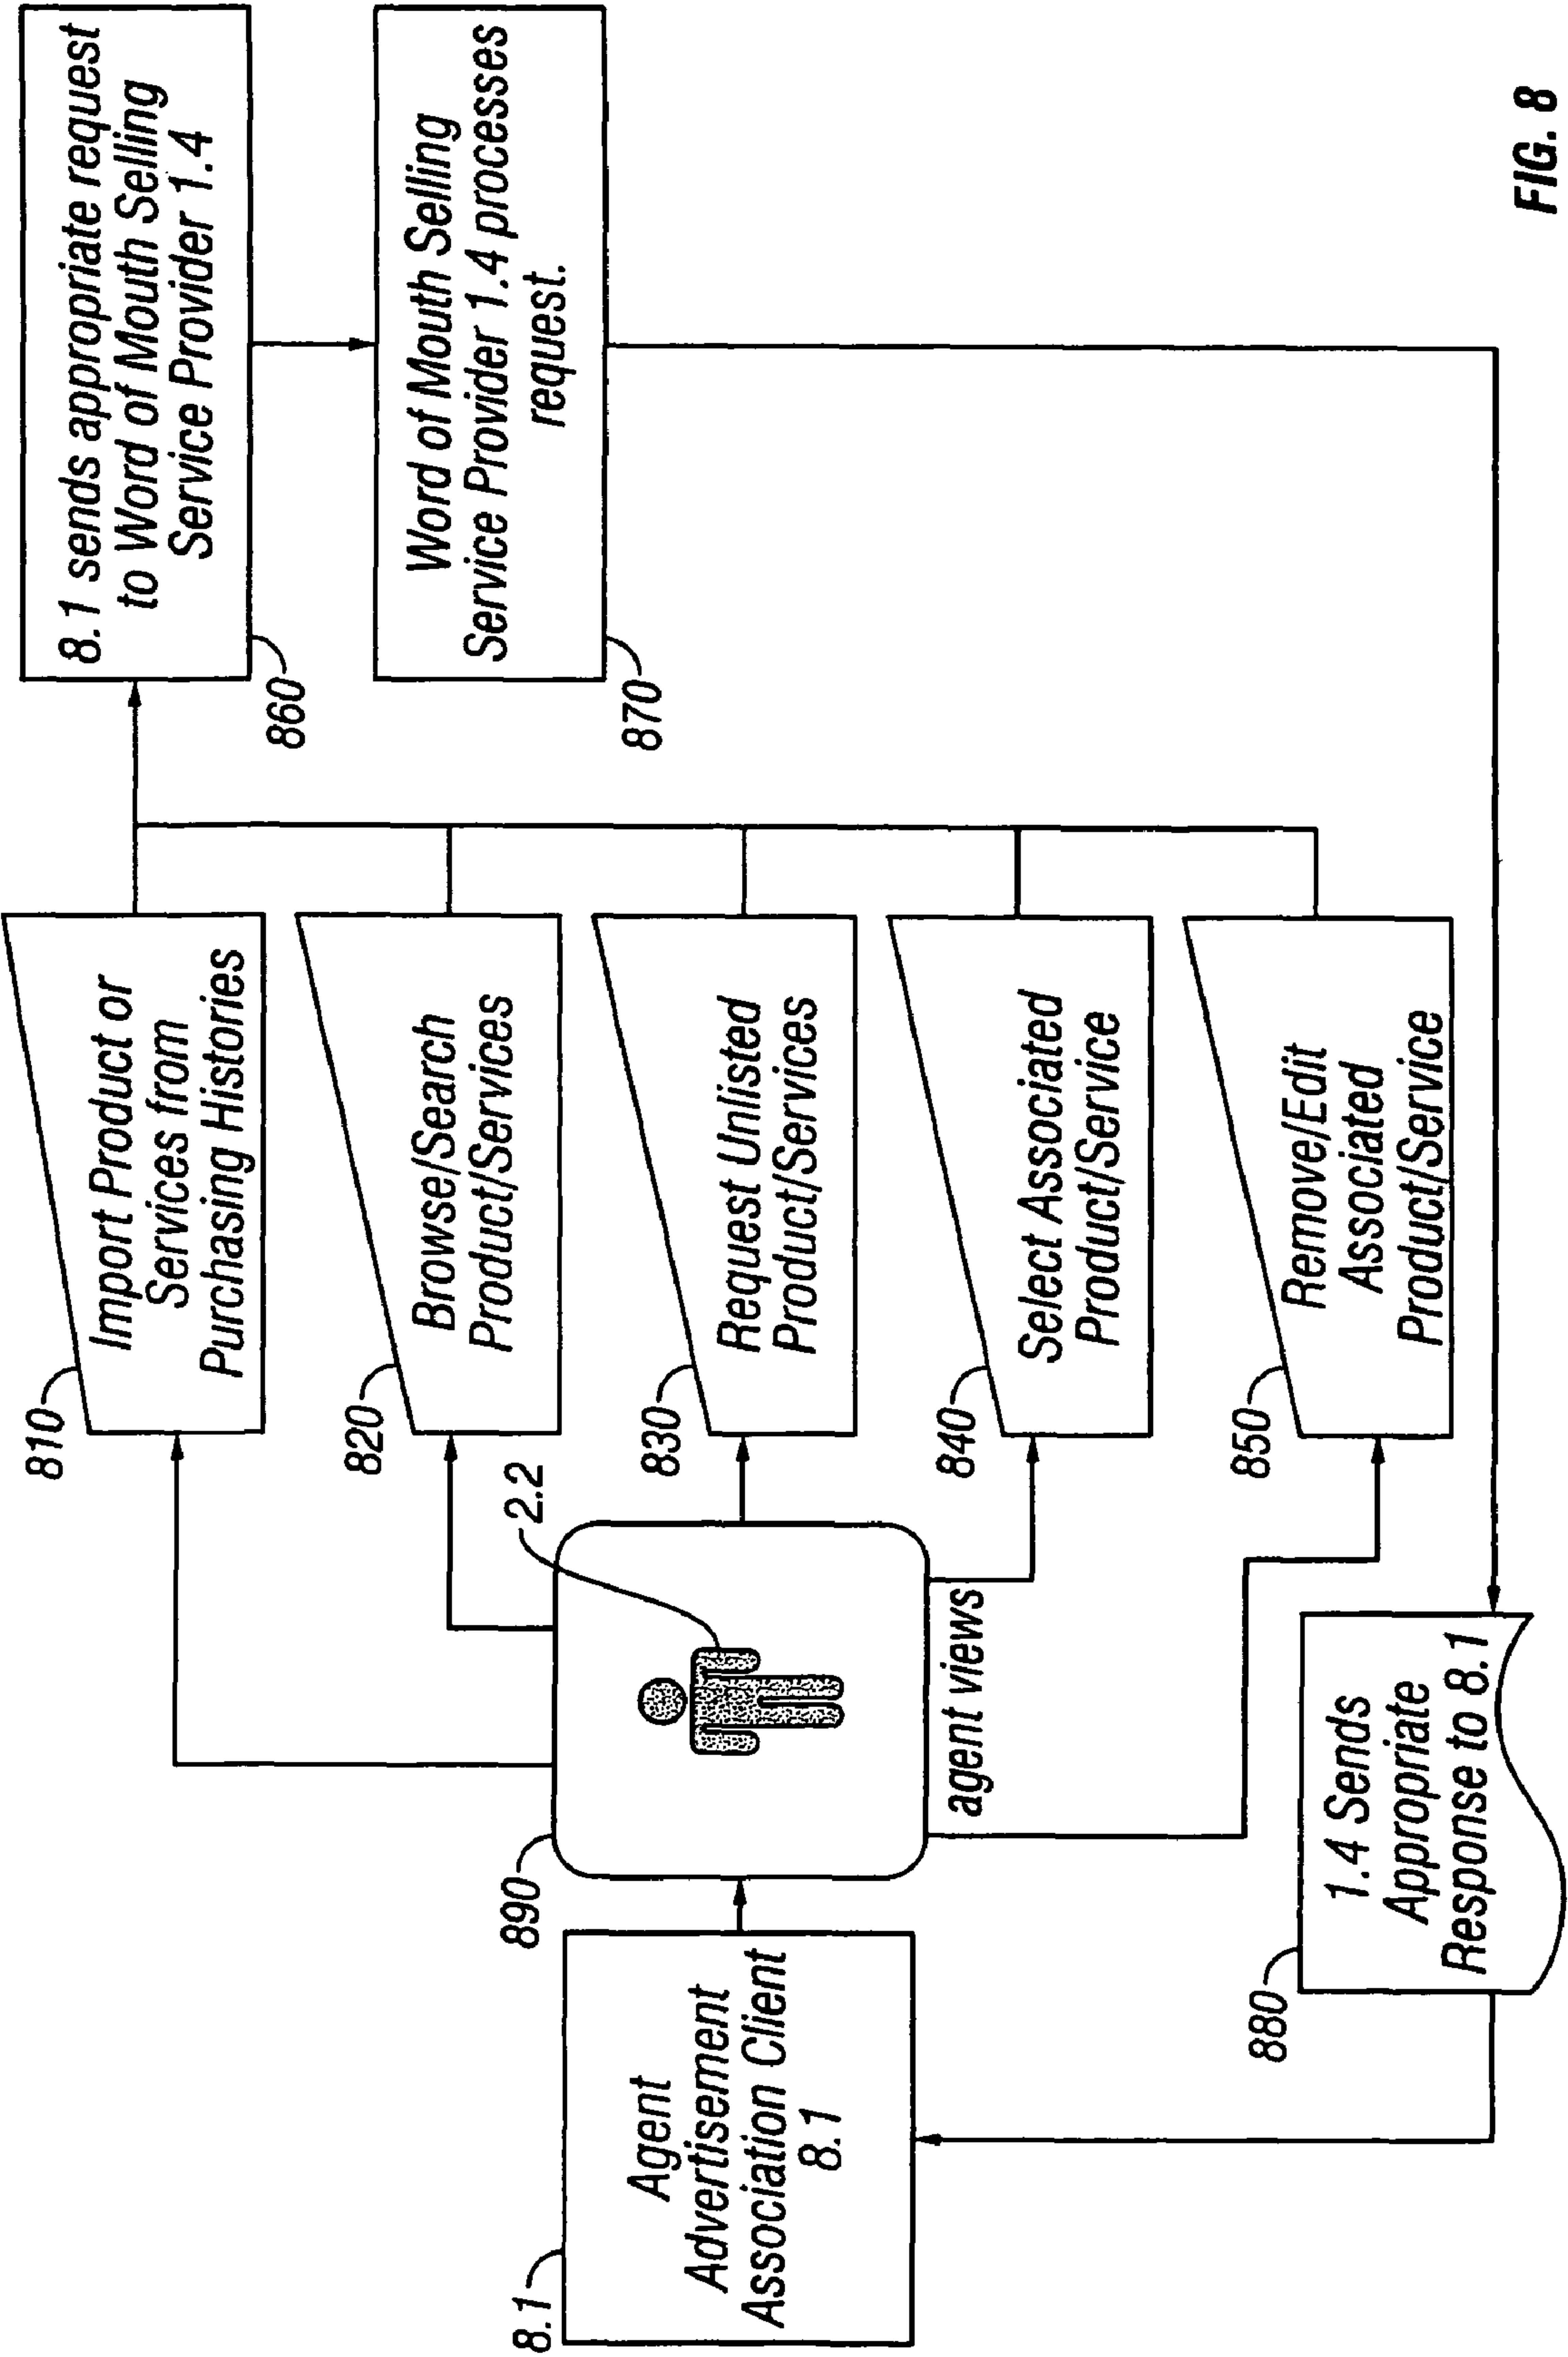 810
Import Product or
Services from
Purchasing Histories
8.1 sends appropriate request
to Word of Mouth Selling
Service Provider 1.4
860
820
Browse/Search
Product/Services
Word of Mouth Selling
Service Provider 1.4 processes
request.
870
8.1
Agent
Advertisement
Association Client
8.1
890
2.2
agent views
830
Request Unlisted
Product/Services
840
Select Associated
Product/Service
850
Remove/Edit
Associated
Product/Service
880
1.4 Sends
Appropriate
Response to 8.1
FIG. 8